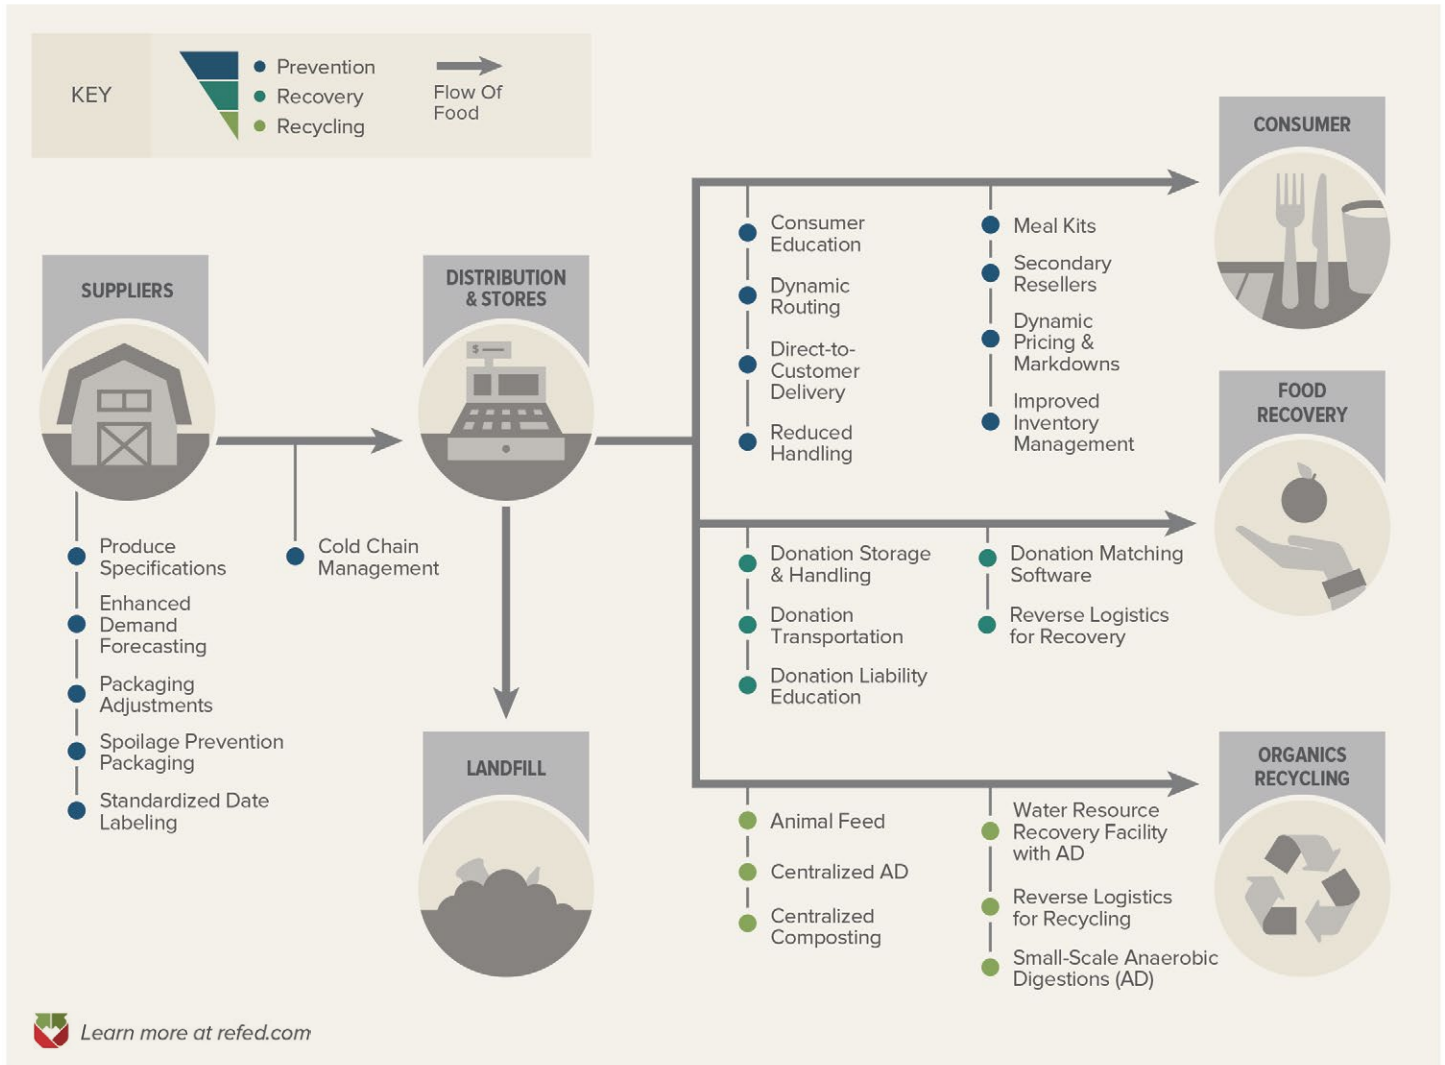 KEY
Prevention
Recovery
Recycling
Flow Of
Food
SUPPLIERS
Produce
Specifications
Enhanced
Demand
Forecasting
Packaging
Adjustments
Spoilage Prevention
Packaging
Standardized Date
Labeling
Cold Chain
Management
DISTRIBUTION
& STORES
$
LANDFILL
Consumer
Education
Dynamic
Routing
Direct-to-
Customer
Delivery
Reduced
Handling
Meal Kits
Secondary
Resellers
Dynamic
Pricing &
Markdowns
Improved
Inventory
Management
CONSUMER
Donation Storage
& Handling
Donation
Transportation
Donation Liability
Education
Donation Matching
Software
Reverse Logistics
for Recovery
FOOD
RECOVERY
Animal Feed
Centralized AD
Centralized
Composting
Water Resource
Recovery Facility
with AD
Reverse Logistics
for Recycling
Small-Scale Anaerobic
Digestions (AD)
ORGANICS
RECYCLING
Learn more at refed.com